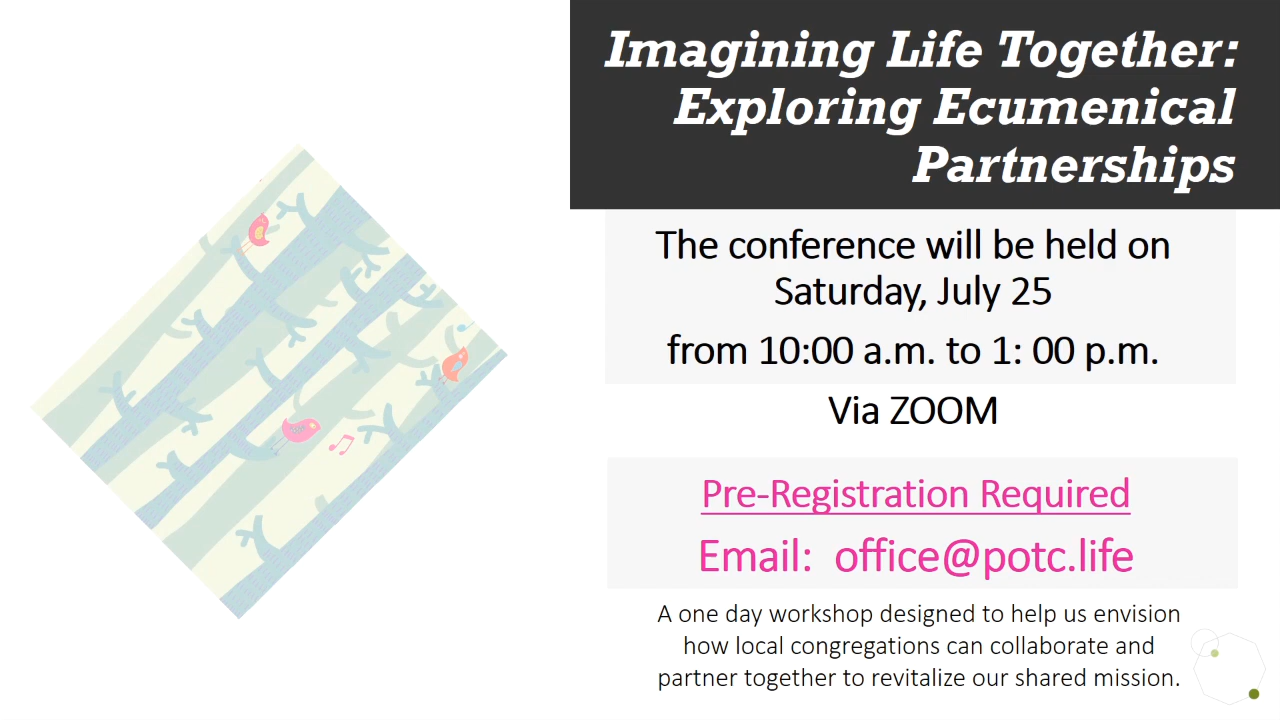 Imagining Life Together:
Exploring Ecumenical
Partnerships
The conference will be held on
Saturday, July 25
from 10:00 a.m. to 1: 00 p.m.
Via ZOOM
Pre-Registration Required
Email:  office@potc.life
A one day workshop designed to help us envision
how local congregations can collaborate and
partner together to revitalize our shared mission.